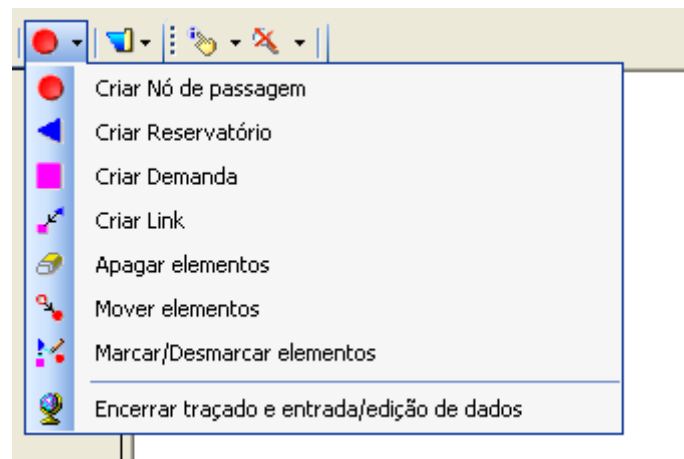 Criar Nó de passagem
Criar Reservatório
Criar Demanda
Criar Link
Apagar elementos
Mover elementos
Marcar/Desmarcar elementos
Encerrar traçado e entrada/edição de dados